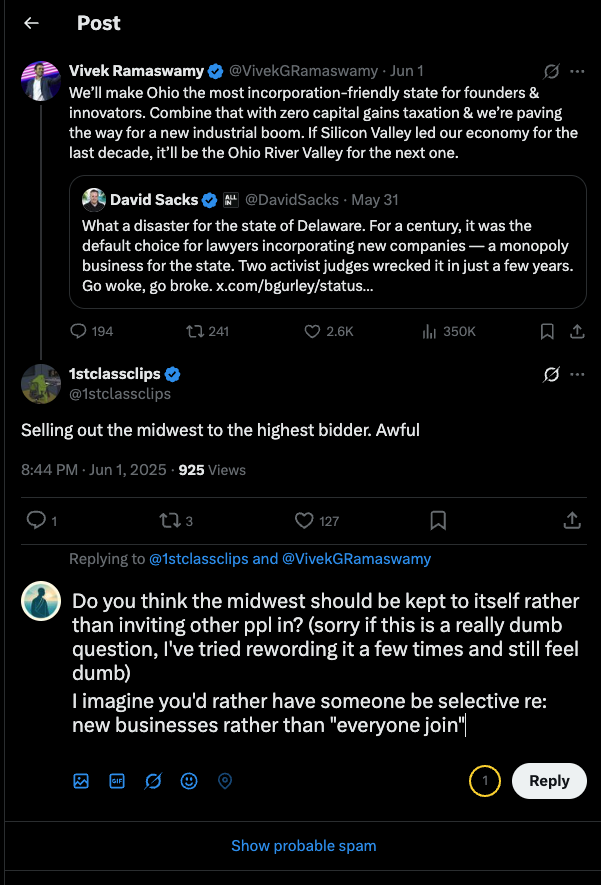 Post
Vivek Ramaswamy @VivekGRamaswamy · Jun 1
We’ll make Ohio the most incorporation-friendly state for founders &
innovators. Combine that with zero capital gains taxation & we’re paving
the way for a new industrial boom. If Silicon Valley led our economy for the
last decade, it’ll be the Ohio River Valley for the next one.
David Sacks ALL IN @DavidSacks · May 31
What a disaster for the state of Delaware. For a century, it was the
default choice for lawyers incorporating new companies — a monopoly
business for the state. Two activist judges wrecked it in just a few years.
Go woke, go broke. x.com/bgurley/status…
194 241 2.6K 350K
1stclassclips
@1stclassclips
Selling out the midwest to the highest bidder. Awful
8:44 PM · Jun 1, 2025 · 925 Views
1 3 127
Replying to @1stclassclips and @VivekGRamaswamy
Do you think the midwest should be kept to itself rather
than inviting other ppl in? (sorry if this is a really dumb
question, I've tried rewording it a few times and still feel
dumb)
I imagine you'd rather have someone be selective re:
new businesses rather than "everyone join"
GIF 1 Reply
Show probable spam